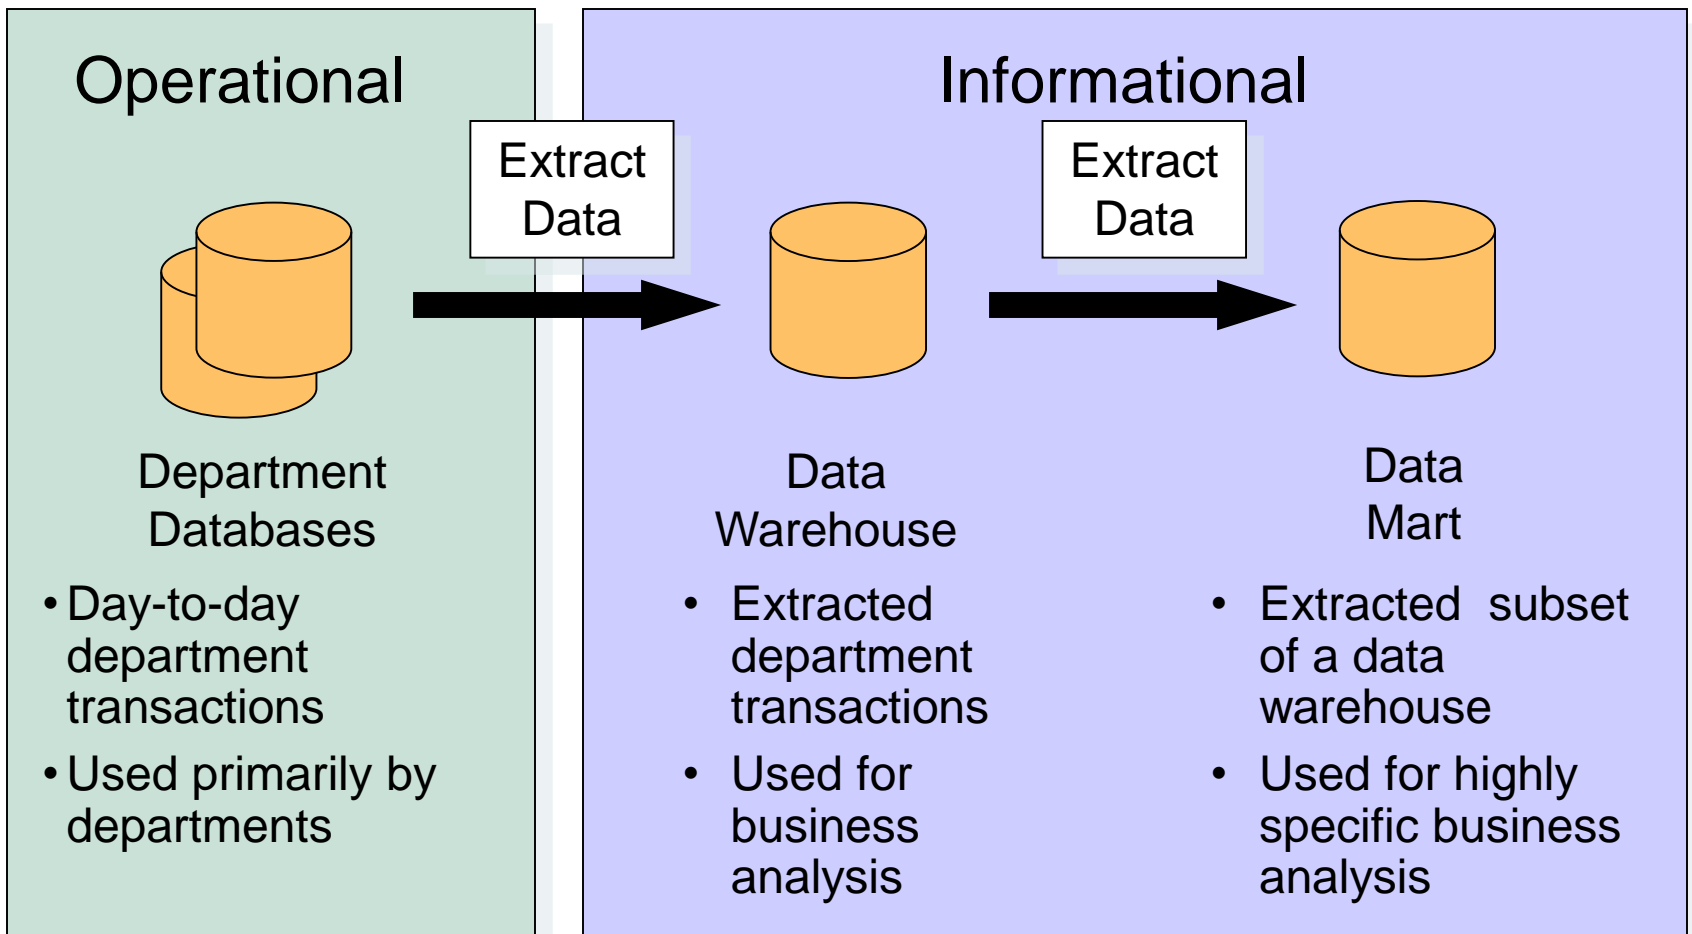 Operational
Informational
Extract
Data
Extract
Data
Department
Databases
Data
Warehouse
Data
Mart
• Day-to-day
department
transactions
• Used primarily by
departments
• Extracted
department
transactions
• Used for
business
analysis
• Extracted subset
of a data
warehouse
• Used for highly
specific business
analysis